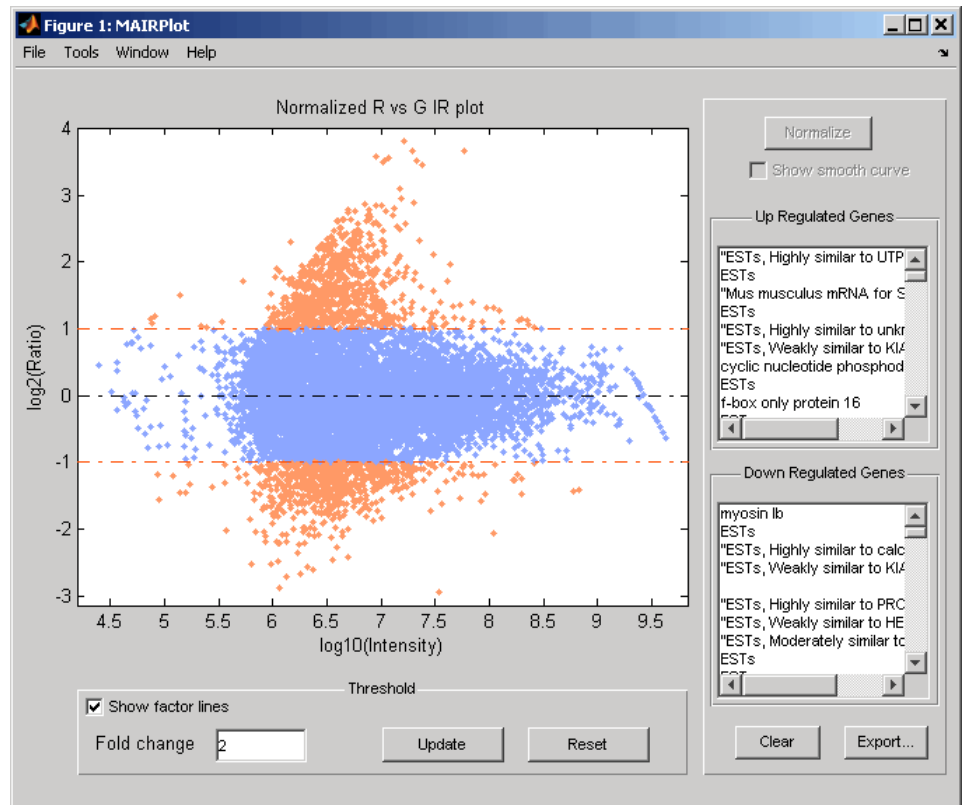 Figure 1: MAIRPlot
File Tools Window Help
Normalized R vs G IR plot
4
3
2
1
0
-1
-2
-3
log2(Ratio)
4.5 5 5.5 6 6.5 7 7.5 8 8.5 9 9.5
log10(Intensity)
Threshold
Show factor lines
Fold change 2 Update Reset
Normalize
Show smooth curve
Up Regulated Genes
"ESTs, Highly similar to UTP
ESTs
"Mus musculus mRNA for S
ESTs
"ESTs, Highly similar to unkr
"ESTs, Weakly similar to KIA
cyclic nucleotide phosphod
ESTs
f-box only protein 16
EST
Down Regulated Genes
myosin Ib
ESTs
"ESTs, Highly similar to calc
"ESTs, Weakly similar to KIA
"ESTs, Highly similar to PRO
"ESTs, Weakly similar to HE
"ESTs, Moderately similar to
ESTs
EST
Clear Export...